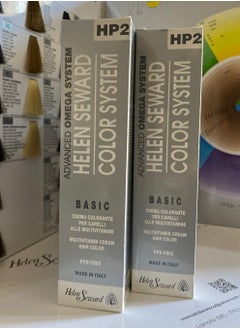 HP2
ADVANCED OMEGA SYSTEM
HELEN SEWARD
COLOR SYSTEM
BASIC
CREMA COLORANTE
PER CAPELLI
ALLE MULTIVITAMINE
MULTIVITAMIN CREAM
HAIR COLOR
PPD FREE
MADE IN ITALY
Helen Seward
HP2
ADVANCED OMEGA SYSTEM
HELEN SEWARD
COLOR SYSTEM
BASIC
CREMA COLORANTE
PER CAPELLI
ALLE MULTIVITAMINE
MULTIVITAMIN CREAM
HAIR COLOR
PPD FREE
MADE IN ITALY
Helen Seward
Helen Seward